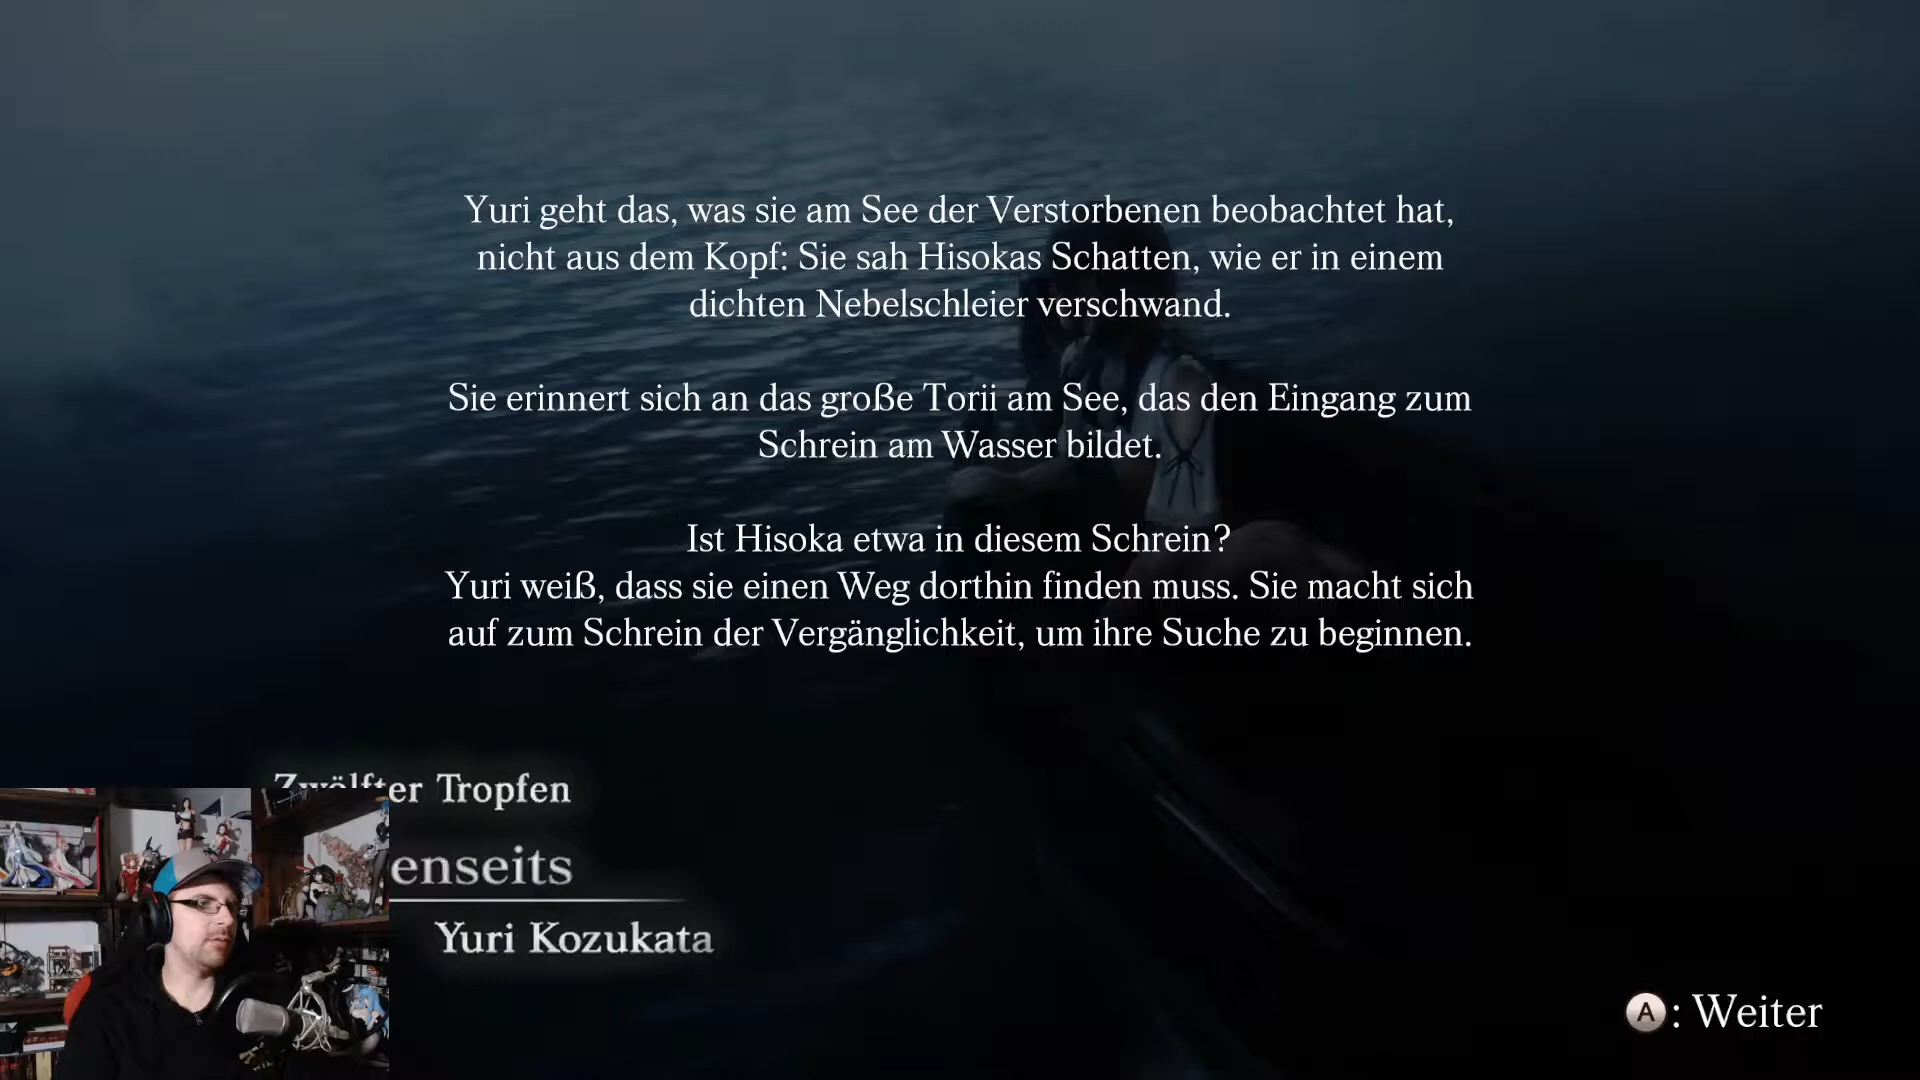 Yuri geht das, was sie am See der Verstorbenen beobachtet hat,
nicht aus dem Kopf: Sie sah Hisokas Schatten, wie er in einem
dichten Nebelschleier verschwand.
Sie erinnert sich an das große Torii am See, das den Eingang zum
Schrein am Wasser bildet.
Ist Hisoka etwa in diesem Schrein?
Yuri weiß, dass sie einen Weg dorthin finden muss. Sie macht sich
auf zum Schrein der Vergänglichkeit, um ihre Suche zu beginnen.
Zwölfter Tropfen
enseits
Yuri Kozukata
A : Weiter